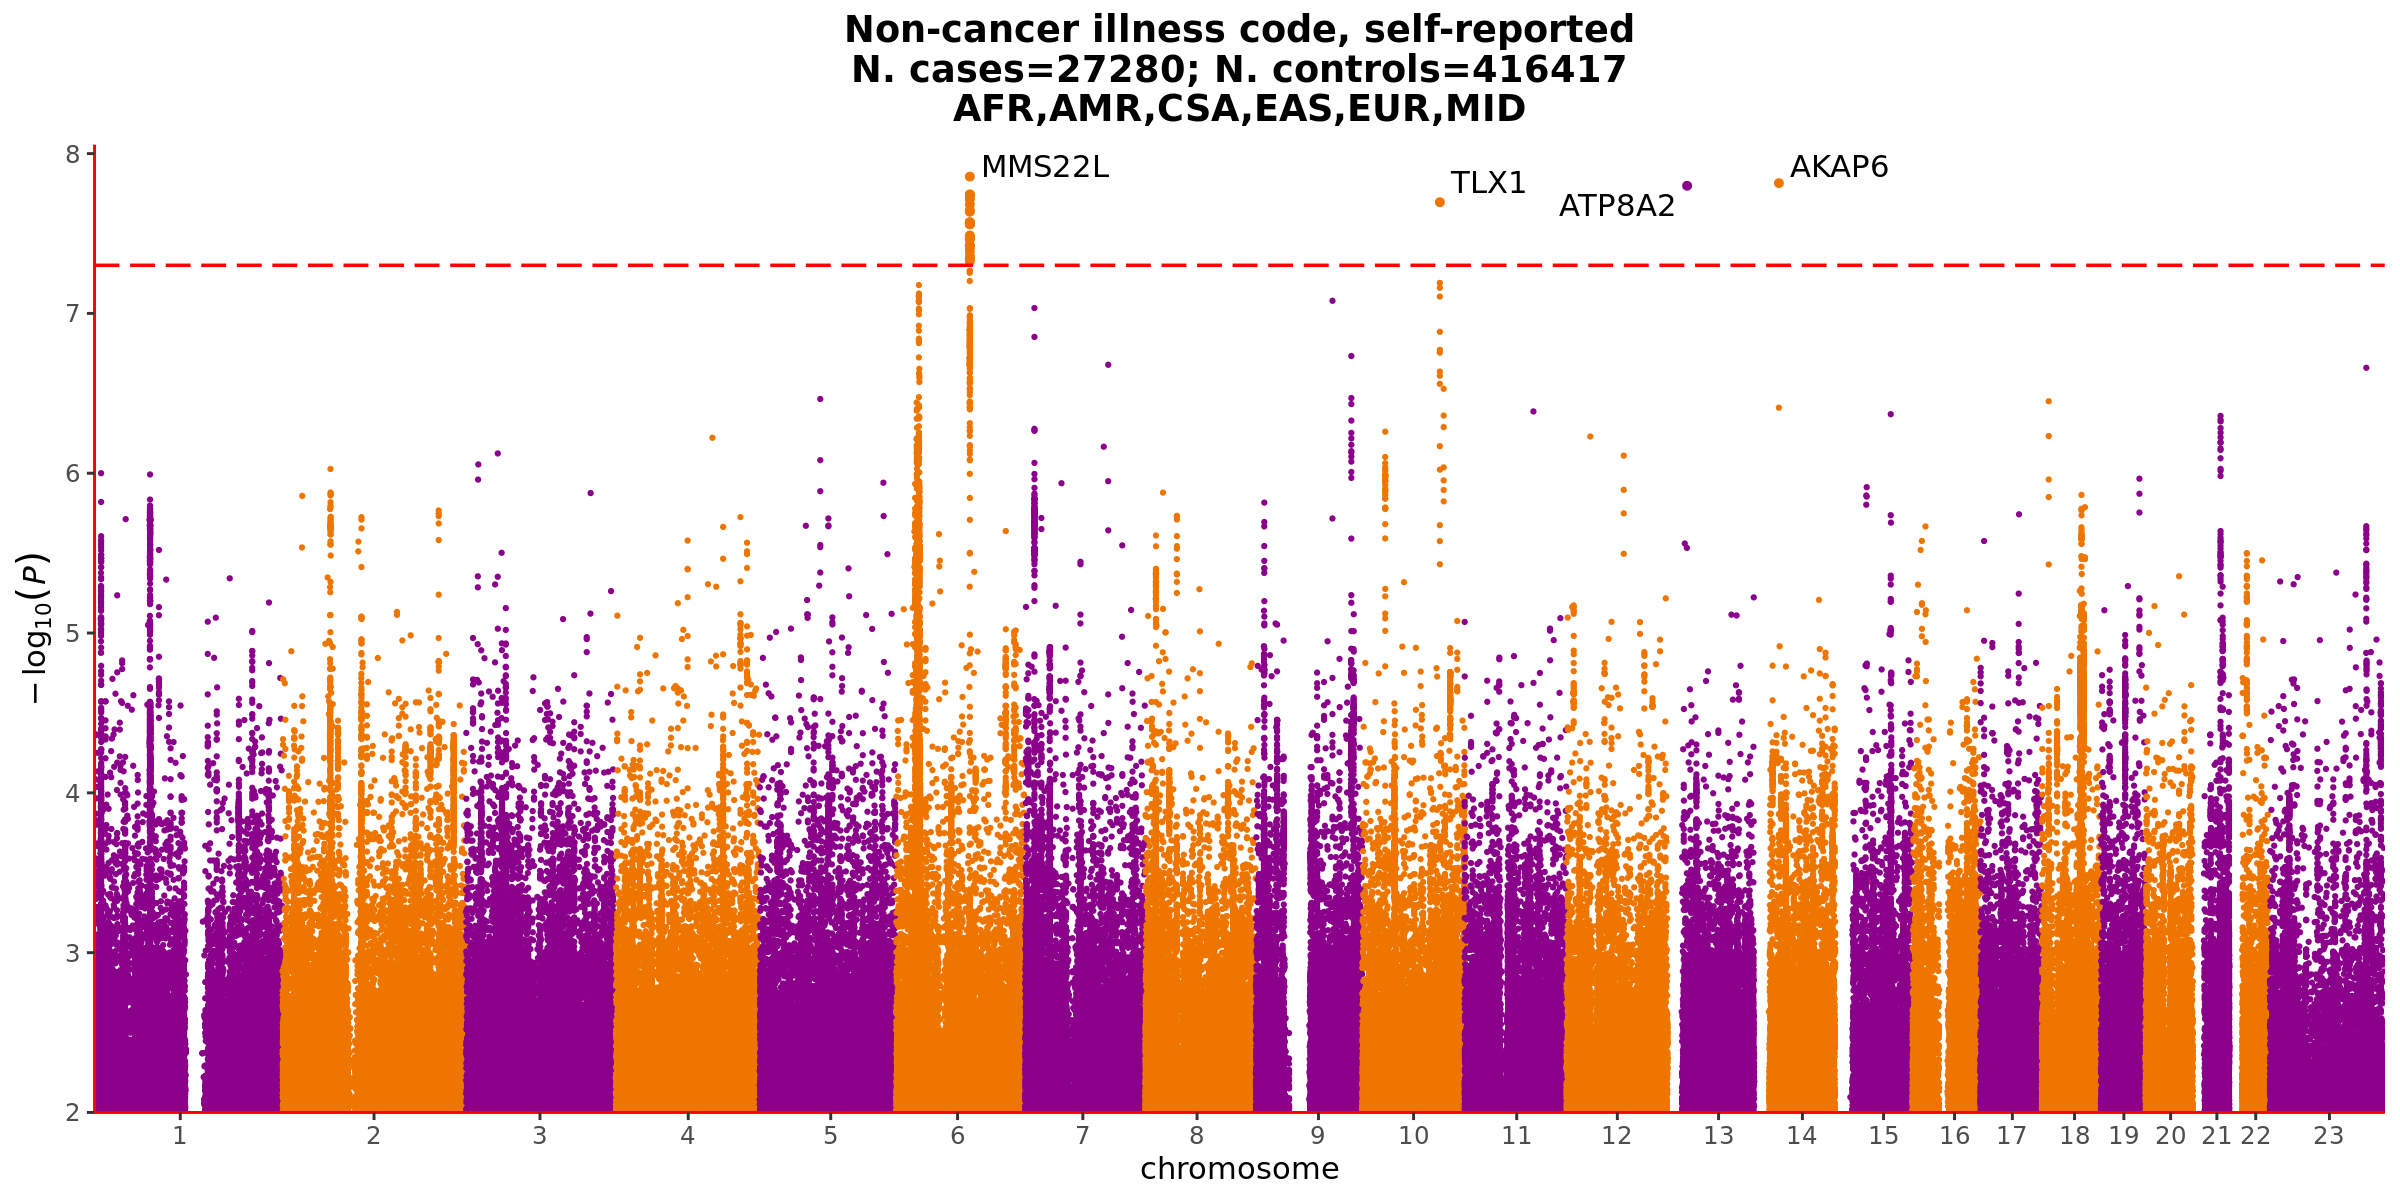 Non-cancer illness code, self-reported
N. cases=27280; N. controls=416417
AFR,AMR,CSA,EAS,EUR,MID
8
7
6
5
4
3
2
−log10(P)
MMS22L
TLX1
ATP8A2
AKAP6
1 2 3 4 5 6 7 8 9 10 11 12 13 14 15 16 17 18 19 20 21 22 23
chromosome